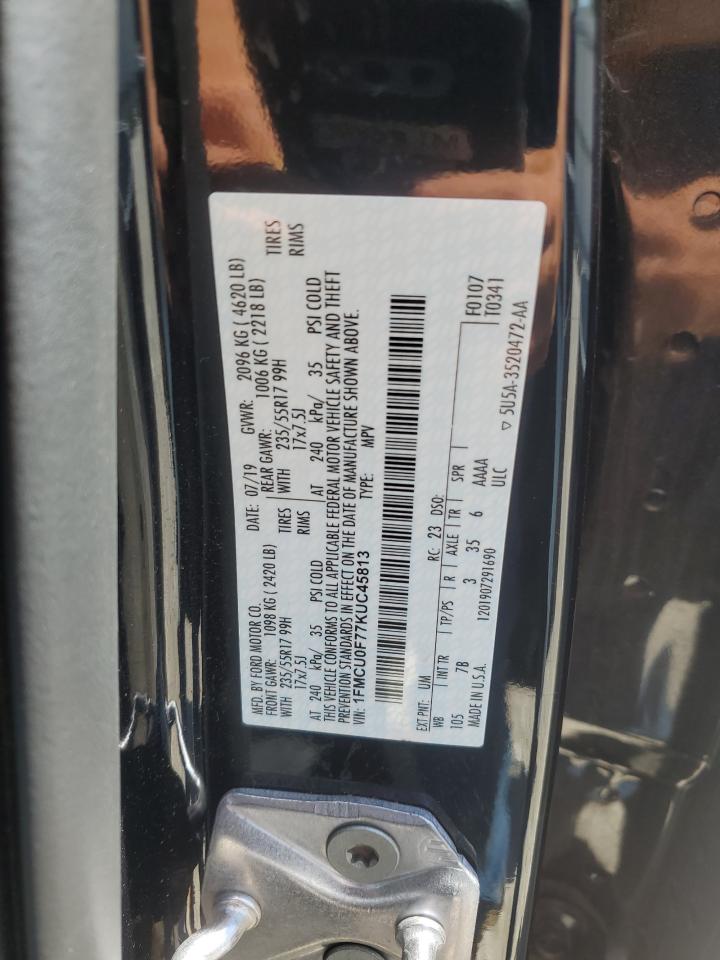 MFD. BY FORD MOTOR CO. DATE: 07/19 GVWR: 2096 KG ( 4620 LB)
FRONT GAWR: 1098 KG ( 2420 LB) REAR GAWR: 1006 KG ( 2218 LB)
WITH 235/55R17 99H TIRES WITH 235/55R17 99H TIRES
17x7.5J RIMS 17x7.5J RIMS
AT 240 kPa/ 35 PSI COLD AT 240 kPa/ 35 PSI COLD
THIS VEHICLE CONFORMS TO ALL APPLICABLE FEDERAL MOTOR VEHICLE SAFETY AND THEFT
PREVENTION STANDARDS IN EFFECT ON THE DATE OF MANUFACTURE SHOWN ABOVE.
VIN: 1FMCU0F77KUC45813 TYPE: MPV
EXT PNT: UM RC: 23 DSO: F0107
WB INT TR TP/PS R AXLE TR SPR T0341
105 7B 3 35 6 AAAA
MADE IN U.S.A. 1201907291690 ULC
▽ 5U5A-3520472-AA